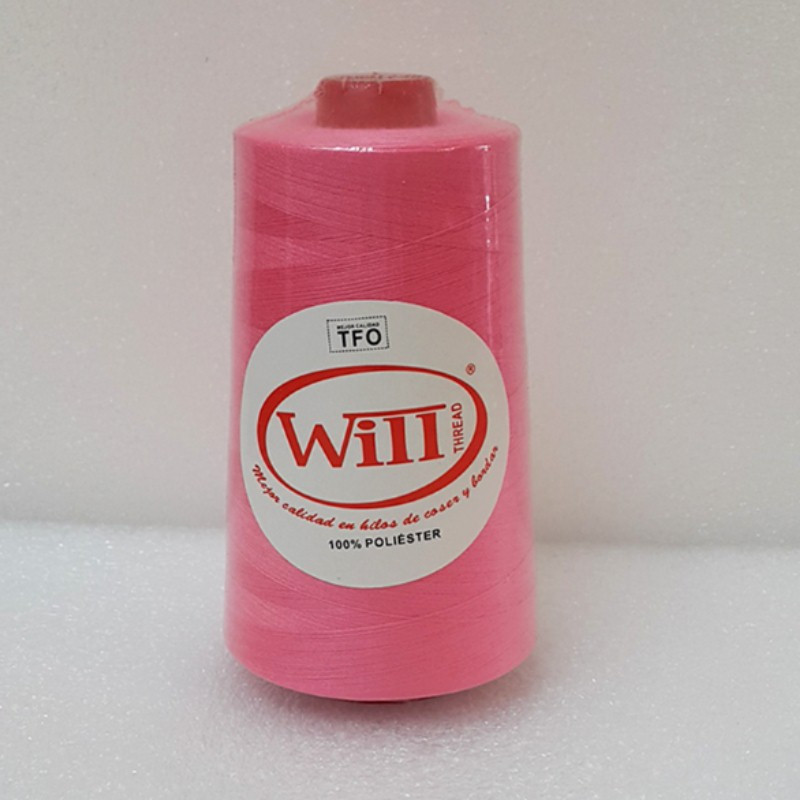 MEJOR CALIDAD
TFO
®
Will
THREAD
Mejor calidad en hilos de coser y bordar
100% POLIÉSTER